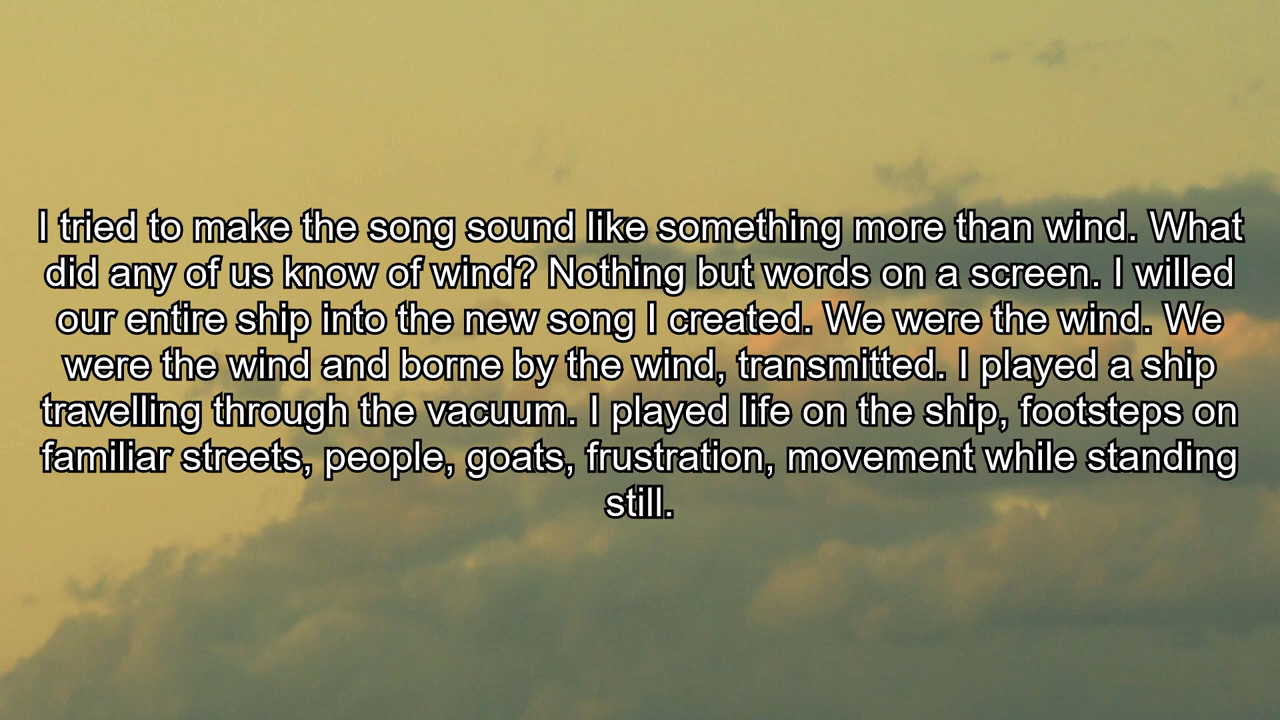 I tried to make the song sound like something more than wind. What
did any of us know of wind? Nothing but words on a screen. I willed
our entire ship into the new song I created. We were the wind. We
were the wind and borne by the wind, transmitted. I played a ship
travelling through the vacuum. I played life on the ship, footsteps on
familiar streets, people, goats, frustration, movement while standing
still.